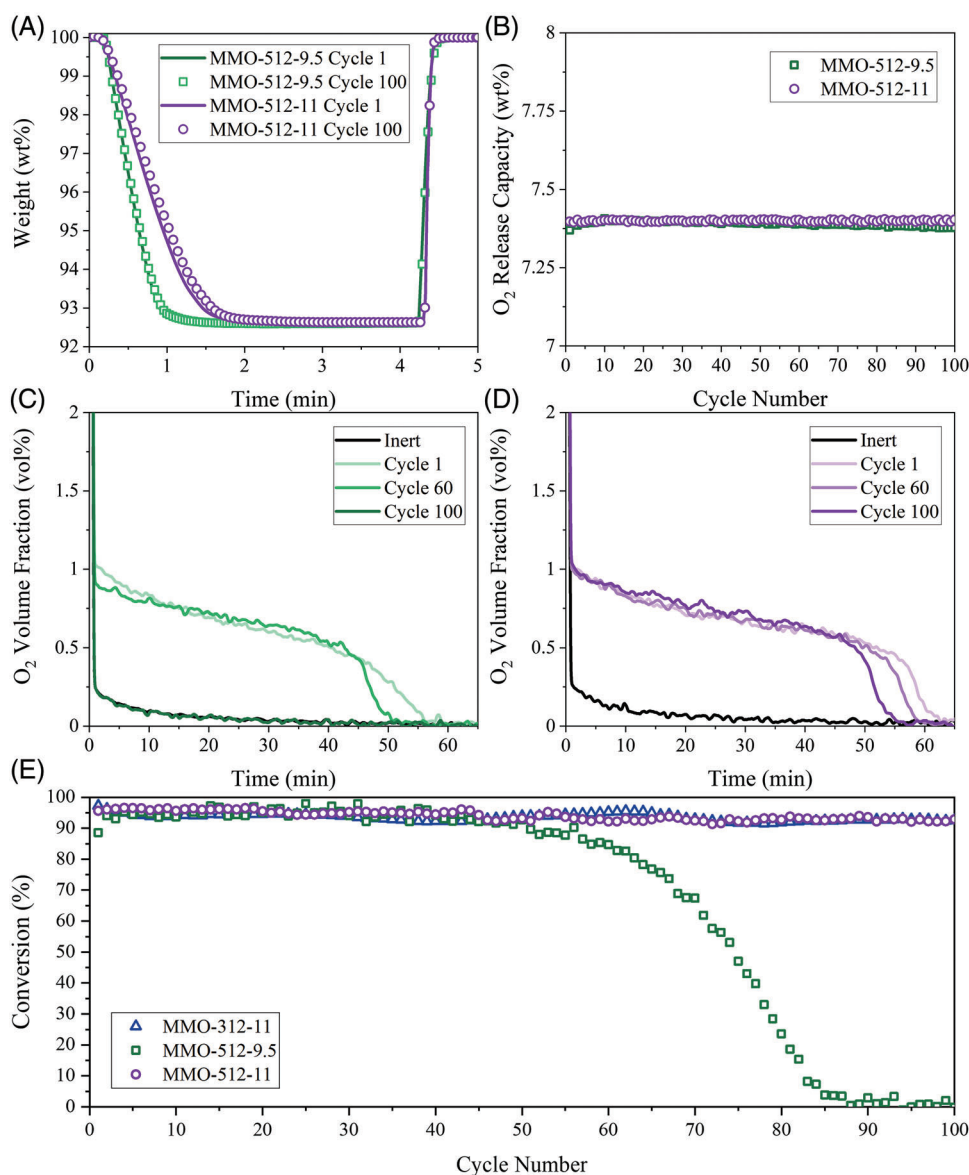 (A)
100
99
98
97
96
95
94
93
92
Weight (wt%)
MMO-512-9.5 Cycle 1
MMO-512-9.5 Cycle 100
MMO-512-11 Cycle 1
MMO-512-11 Cycle 100
0 1 2 3 4 5
Time (min)
(B)
8
7.75
7.5
7.25
7
O2 Release Capacity (wt%)
MMO-512-9.5
MMO-512-11
0 10 20 30 40 50 60 70 80 90 100
Cycle Number
(C)
2
1.5
1
0.5
0
O2 Volume Fraction (vol%)
Inert
Cycle 1
Cycle 60
Cycle 100
0 10 20 30 40 50 60
Time (min)
(D)
2
1.5
1
0.5
0
O2 Volume Fraction (vol%)
Inert
Cycle 1
Cycle 60
Cycle 100
0 10 20 30 40 50 60
Time (min)
(E)
100
90
80
70
60
50
40
30
20
10
0
Conversion (%)
MMO-312-11
MMO-512-9.5
MMO-512-11
0 10 20 30 40 50 60 70 80 90 100
Cycle Number